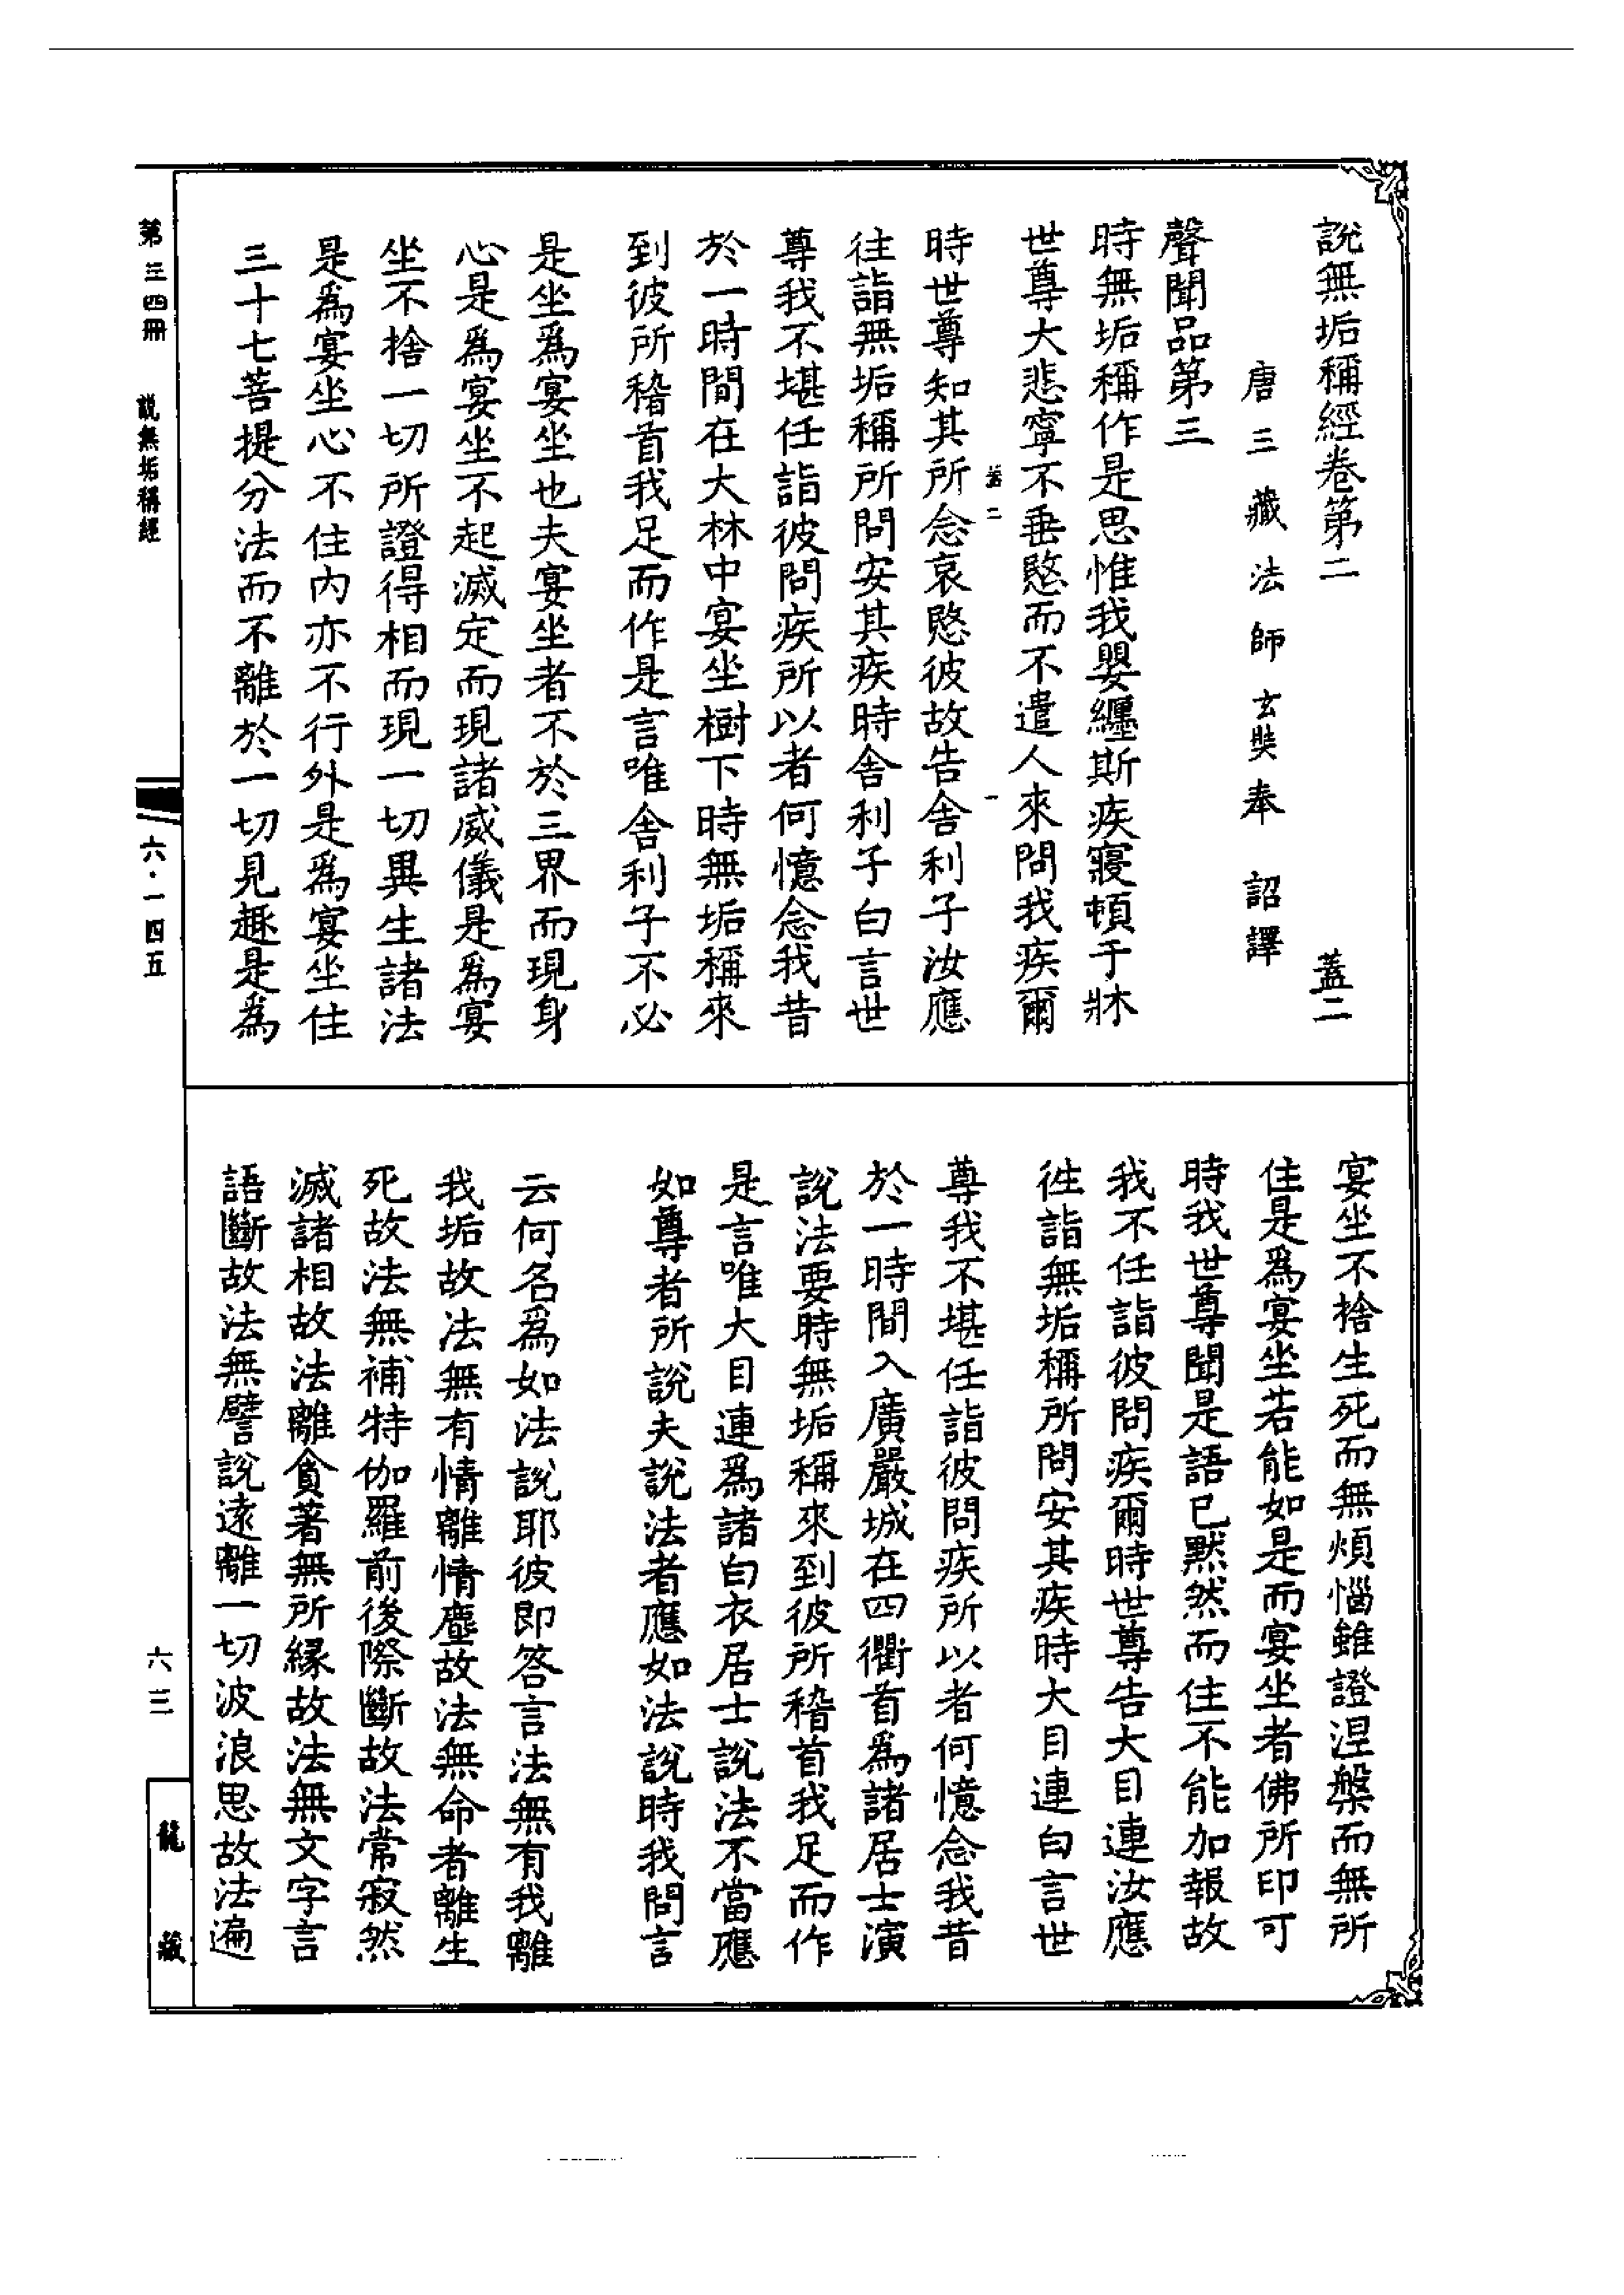 說無垢稱經卷第二　蓋二
唐三藏法師玄奘奉　詔譯
聲聞品第三
時無垢稱作是思惟我嬰纏斯疾寢頓于牀
世尊大悲寧不垂愍而不遣人來問我疾爾
蓋二　一
時世尊知其所念哀愍彼故告舍利子汝應
往詣無垢稱所問安其疾時舍利子白言世
尊我不堪任詣彼問疾所以者何憶念我昔
於一時間在大林中宴坐樹下時無垢稱來
到彼所稽首我足而作是言唯舍利子不必
是坐爲宴坐也夫宴坐者不於三界而現身
心是爲宴坐不起滅定而現諸威儀是爲宴
坐不捨一切所證得相而現一切異生諸法
是爲宴坐心不住內亦不行外是爲宴坐住
三十七菩提分法而不離於一切見趣是爲
宴坐不捨生死而無煩惱雖證涅槃而無所
住是爲宴坐若能如是而宴坐者佛所印可
時我世尊聞是語已默然而住不能加報故
我不任詣彼問疾爾時世尊告大目連汝應
往詣無垢稱所問安其疾時大目連白言世
尊我不堪任詣彼問疾所以者何憶念我昔
於一時間入廣嚴城在四衢首爲諸居士演
說法要時無垢稱來到彼所稽首我足而作
是言唯大目連爲諸白衣居士說法不當應
如尊者所說夫說法者應如法說時我問言
云何名爲如法說耶彼即答言法無有我離
我垢故法無有情離情塵故法無命者離生
死故法無補特伽羅前後際斷故法常寂然
滅諸相故法離貪著無所緣故法無文字言
語斷故法無譬說遠離一切波浪思故法遍
第三四冊　說無垢稱經
六·一四五
六三
龍藏